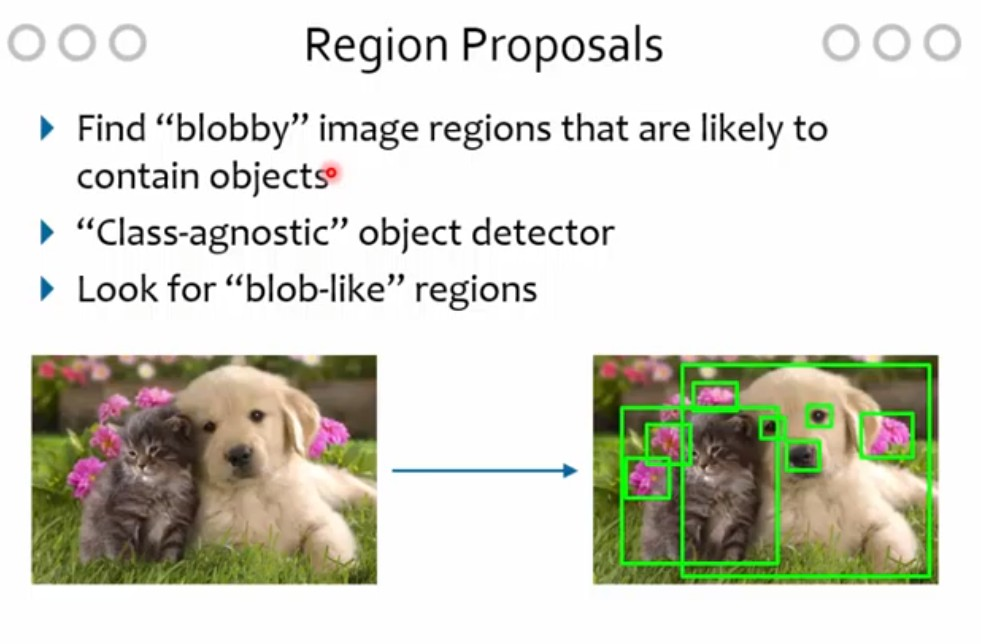 Region Proposals
Find “blobby” image regions that are likely to
contain objects
“Class-agnostic” object detector
Look for “blob-like” regions